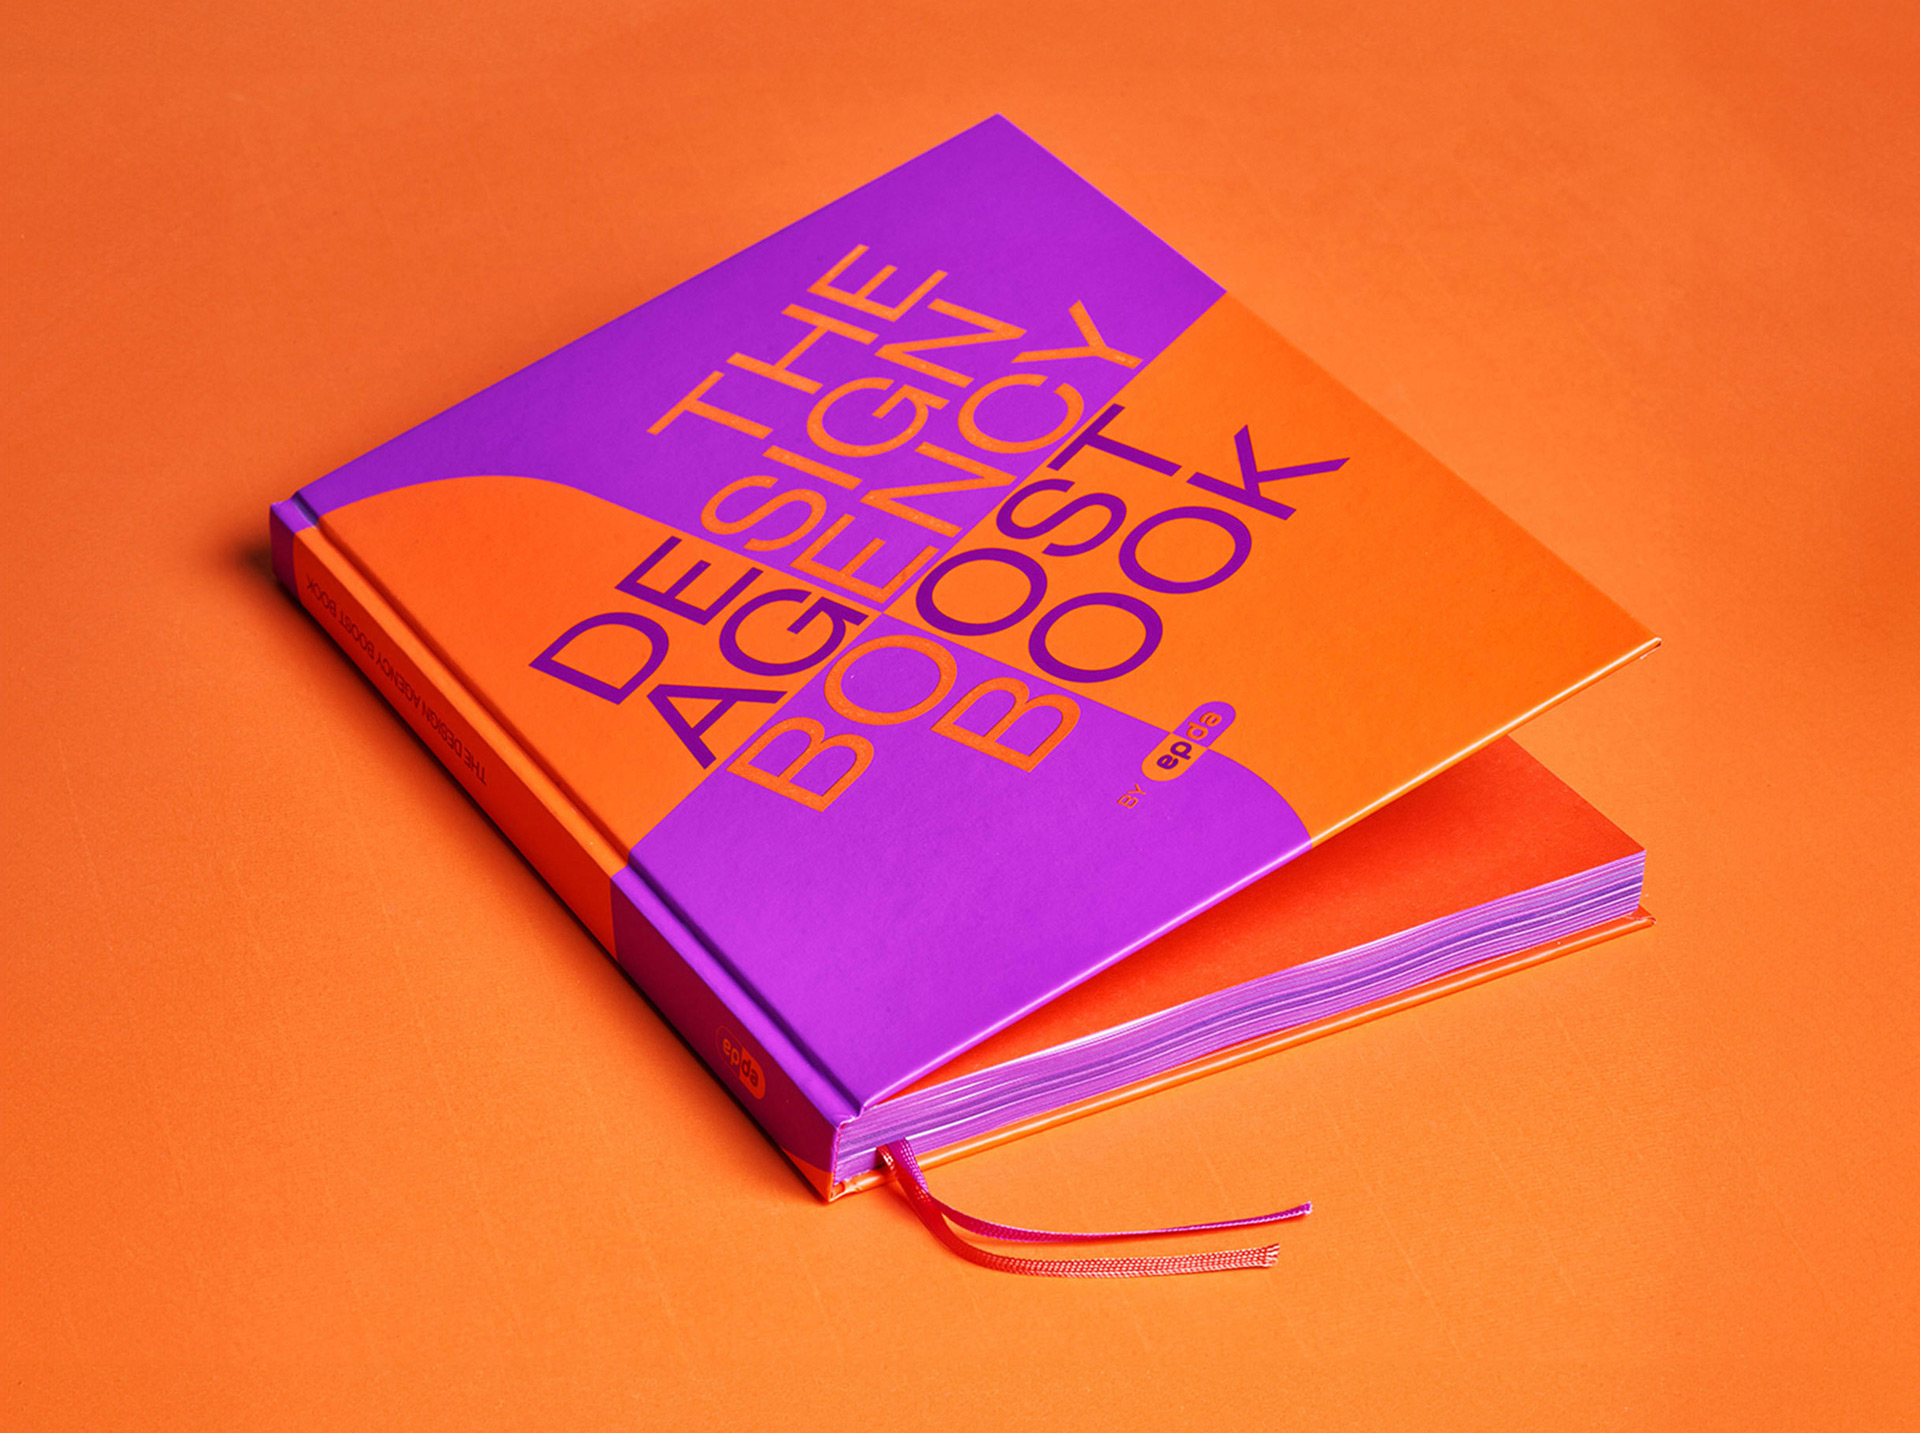 THE
DESIGN
AGENCY
BOOST
BOOK
BY epda
THE DESIGN AGENCY BOOST BOOK
epda